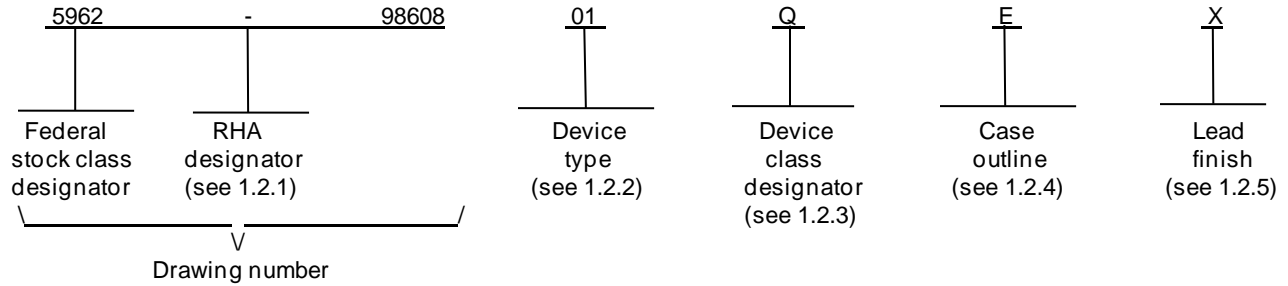 5962 - 98608 01 Q E X
Federal stock class designator
RHA designator (see 1.2.1)
Device type (see 1.2.2)
Device class designator (see 1.2.3)
Case outline (see 1.2.4)
Lead finish (see 1.2.5)
Drawing number